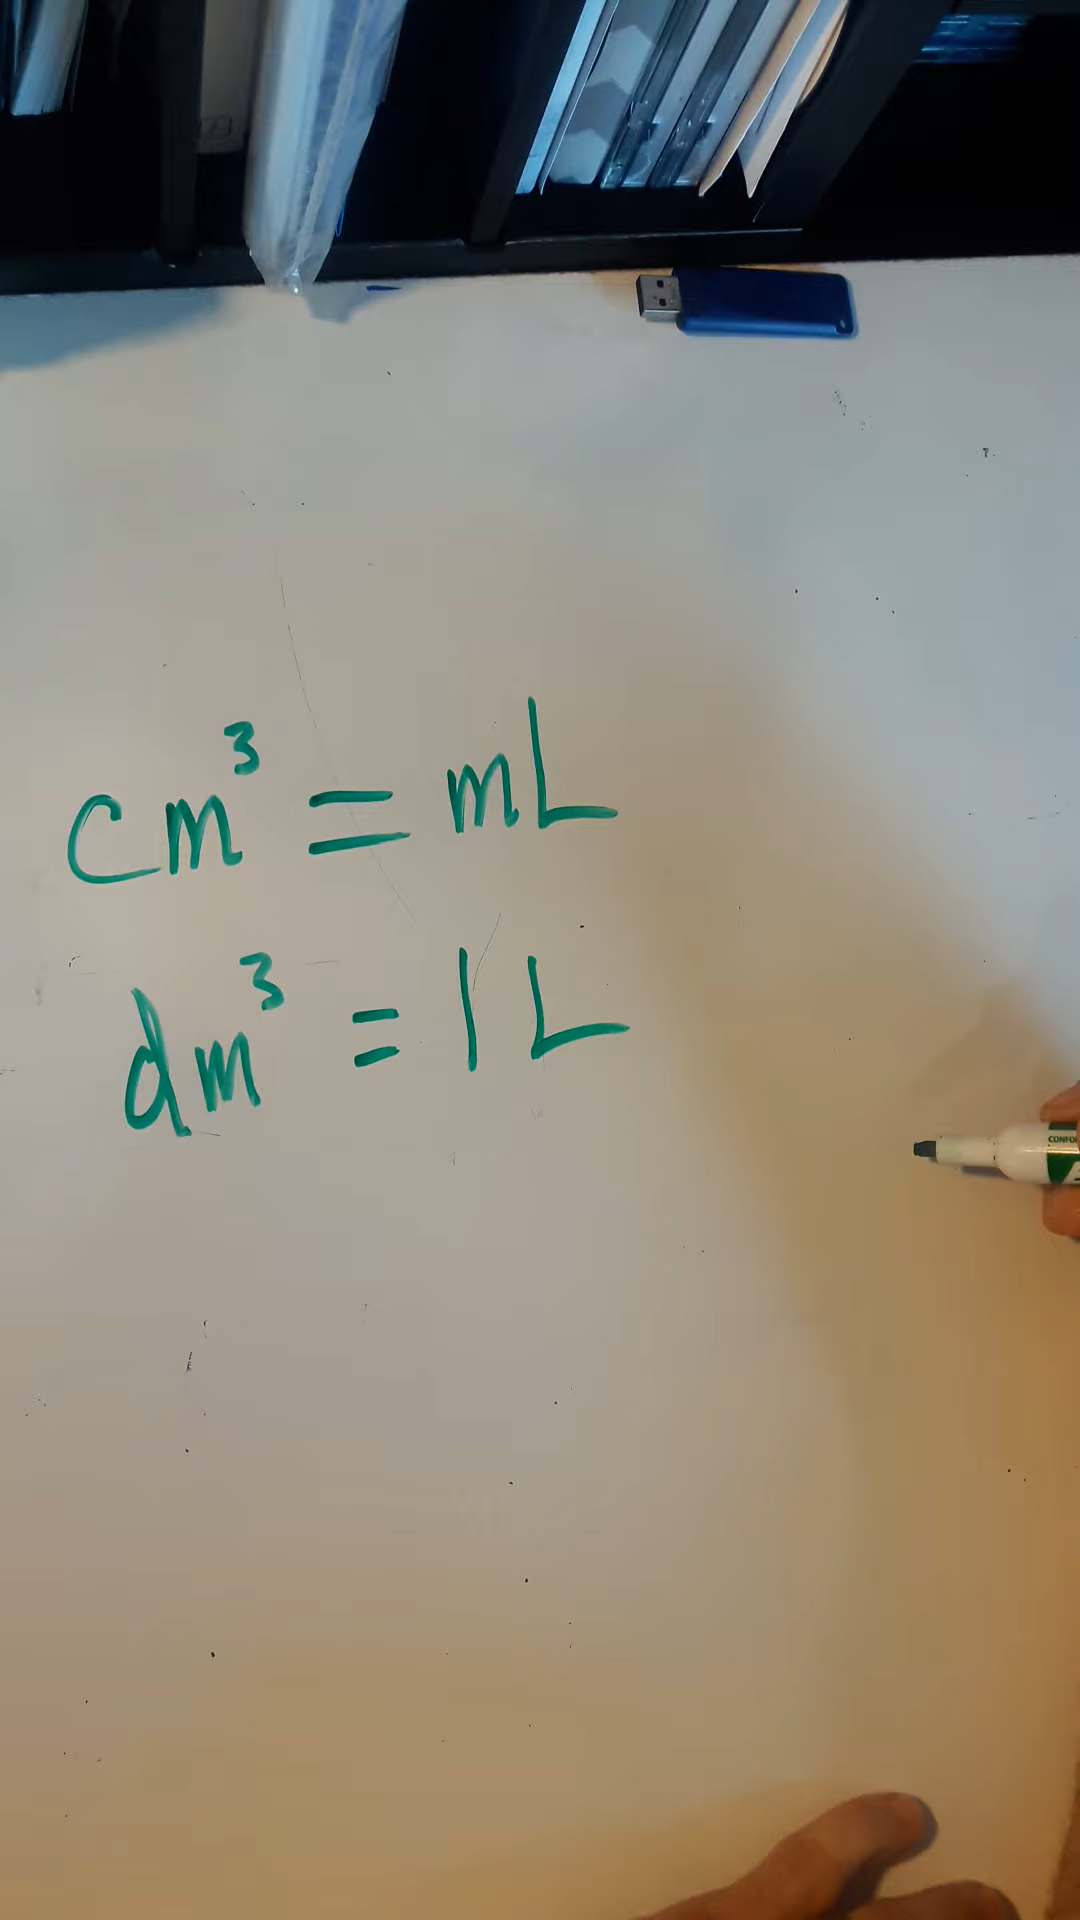 cm³ = mL
dm³ = 1 L